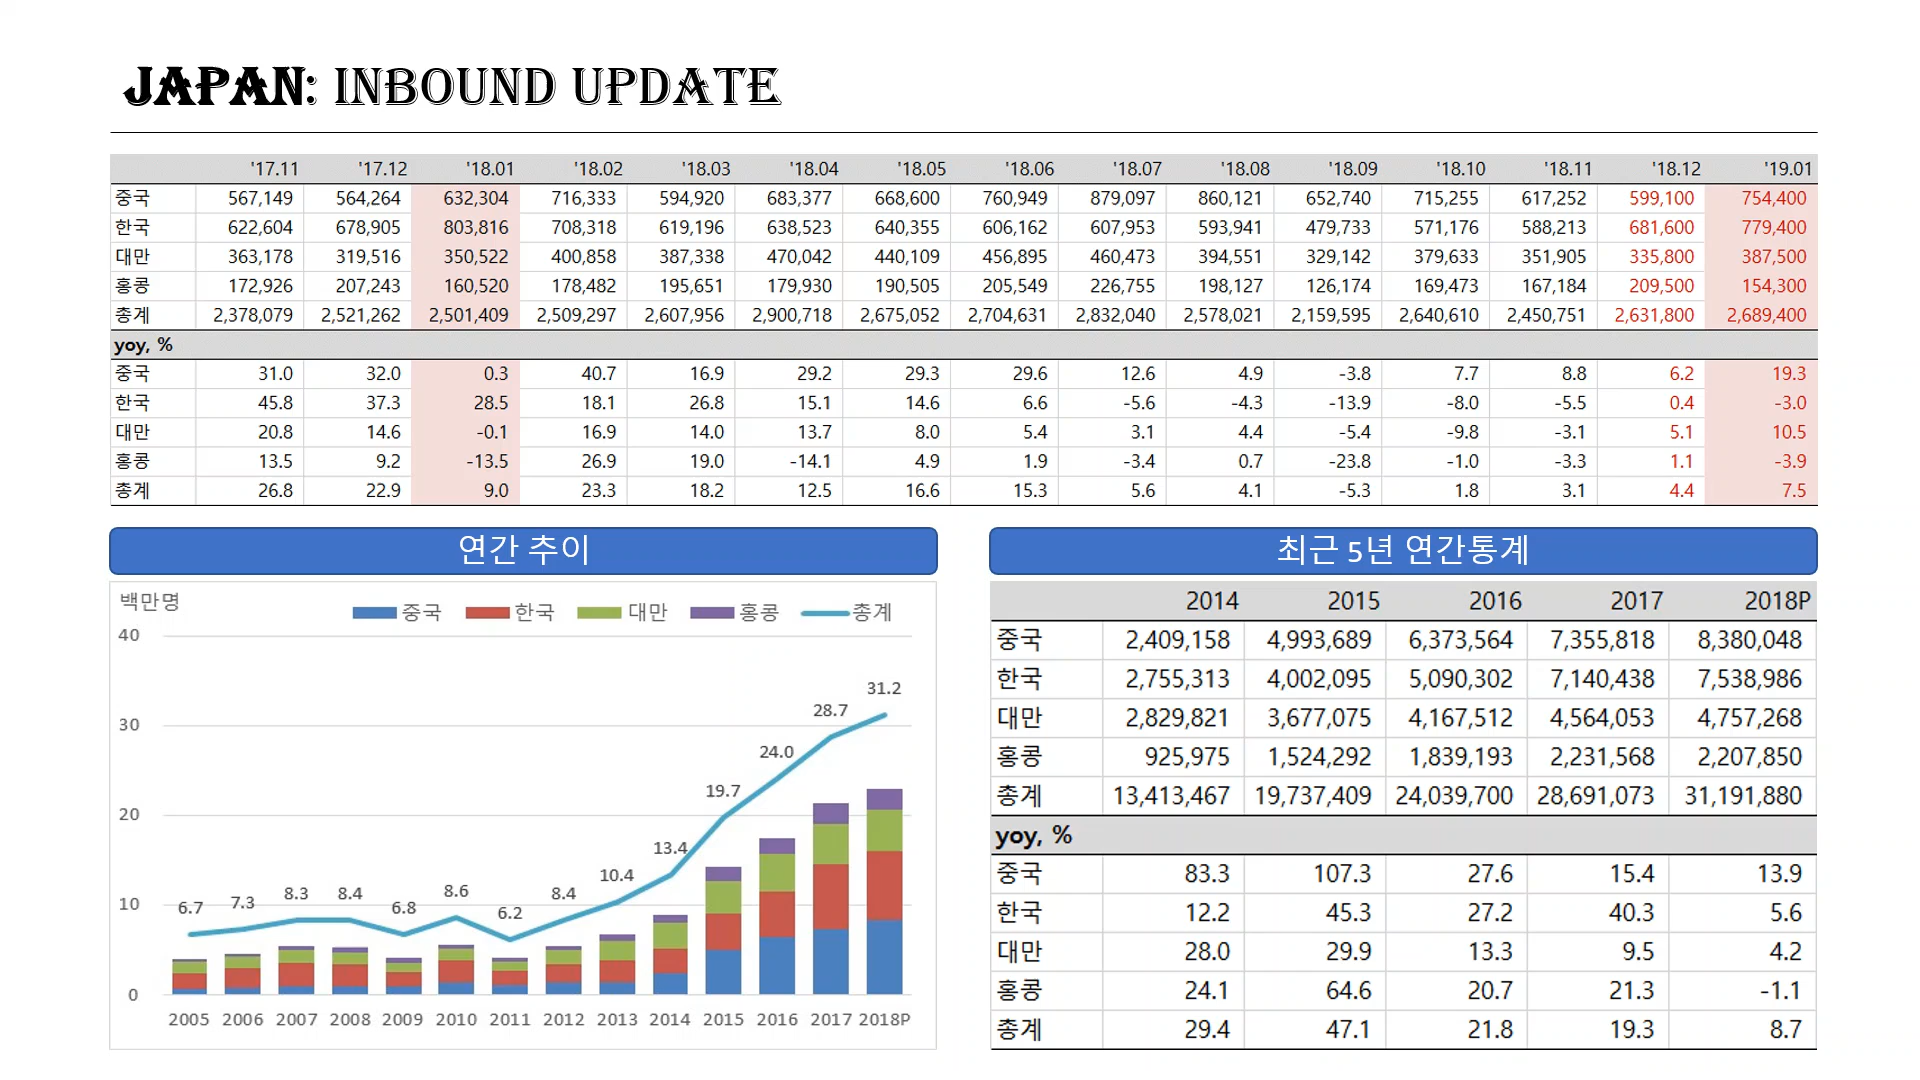 JAPAN: INBOUND UPDATE
'17.11 '17.12 '18.01 '18.02 '18.03 '18.04 '18.05 '18.06 '18.07 '18.08 '18.09 '18.10 '18.11 '18.12 '19.01
중국 567,149 564,264 632,304 716,333 594,920 683,377 668,600 760,949 879,097 860,121 652,740 715,255 617,252 599,100 754,400
한국 622,604 678,905 803,816 708,318 619,196 638,523 640,355 606,162 607,953 593,941 479,733 571,176 588,213 681,600 779,400
대만 363,178 319,516 350,522 400,858 387,338 470,042 440,109 456,895 460,473 394,551 329,142 379,633 351,905 335,800 387,500
홍콩 172,926 207,243 160,520 178,482 195,651 179,930 190,505 205,549 226,755 198,127 126,174 169,473 167,184 209,500 154,300
총계 2,378,079 2,521,262 2,501,409 2,509,297 2,607,956 2,900,718 2,675,052 2,704,631 2,832,040 2,578,021 2,159,595 2,640,610 2,450,751 2,631,800 2,689,400
yoy, %
중국 31.0 32.0 0.3 40.7 16.9 29.2 29.3 29.6 12.6 4.9 -3.8 7.7 8.8 6.2 19.3
한국 45.8 37.3 28.5 18.1 26.8 15.1 14.6 6.6 -5.6 -4.3 -13.9 -8.0 -5.5 0.4 -3.0
대만 20.8 14.6 -0.1 16.9 14.0 13.7 8.0 5.4 3.1 4.4 -5.4 -9.8 -3.1 5.1 10.5
홍콩 13.5 9.2 -13.5 26.9 19.0 -14.1 4.9 1.9 -3.4 0.7 -23.8 -1.0 -3.3 1.1 -3.9
총계 26.8 22.9 9.0 23.3 18.2 12.5 16.6 15.3 5.6 4.1 -5.3 1.8 3.1 4.4 7.5
연간 추이
백만명
중국 한국 대만 홍콩 총계
40
30
20
10
0
6.7 7.3 8.3 8.4 6.8 8.6 6.2 8.4 10.4 13.4 19.7 24.0 28.7 31.2
2005 2006 2007 2008 2009 2010 2011 2012 2013 2014 2015 2016 2017 2018P
최근 5년 연간통계
2014 2015 2016 2017 2018P
중국 2,409,158 4,993,689 6,373,564 7,355,818 8,380,048
한국 2,755,313 4,002,095 5,090,302 7,140,438 7,538,986
대만 2,829,821 3,677,075 4,167,512 4,564,053 4,757,268
홍콩 925,975 1,524,292 1,839,193 2,231,568 2,207,850
총계 13,413,467 19,737,409 24,039,700 28,691,073 31,191,880
yoy, %
중국 83.3 107.3 27.6 15.4 13.9
한국 12.2 45.3 27.2 40.3 5.6
대만 28.0 29.9 13.3 9.5 4.2
홍콩 24.1 64.6 20.7 21.3 -1.1
총계 29.4 47.1 21.8 19.3 8.7